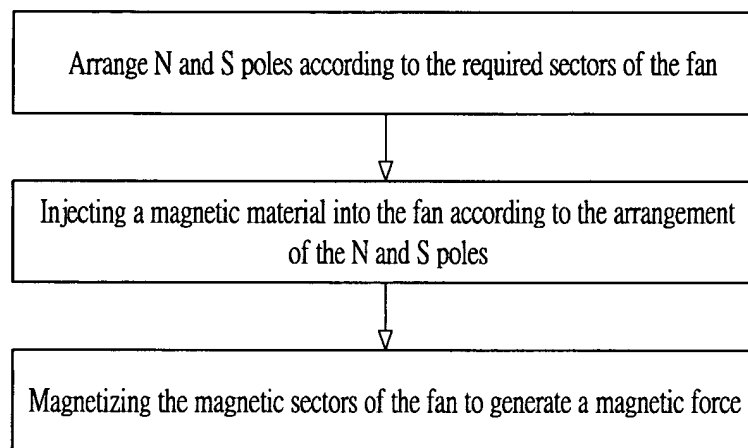 Arrange N and S poles according to the required sectors of the fan
Injecting a magnetic material into the fan according to the arrangement
of the N and S poles
Magnetizing the magnetic sectors of the fan to generate a magnetic force